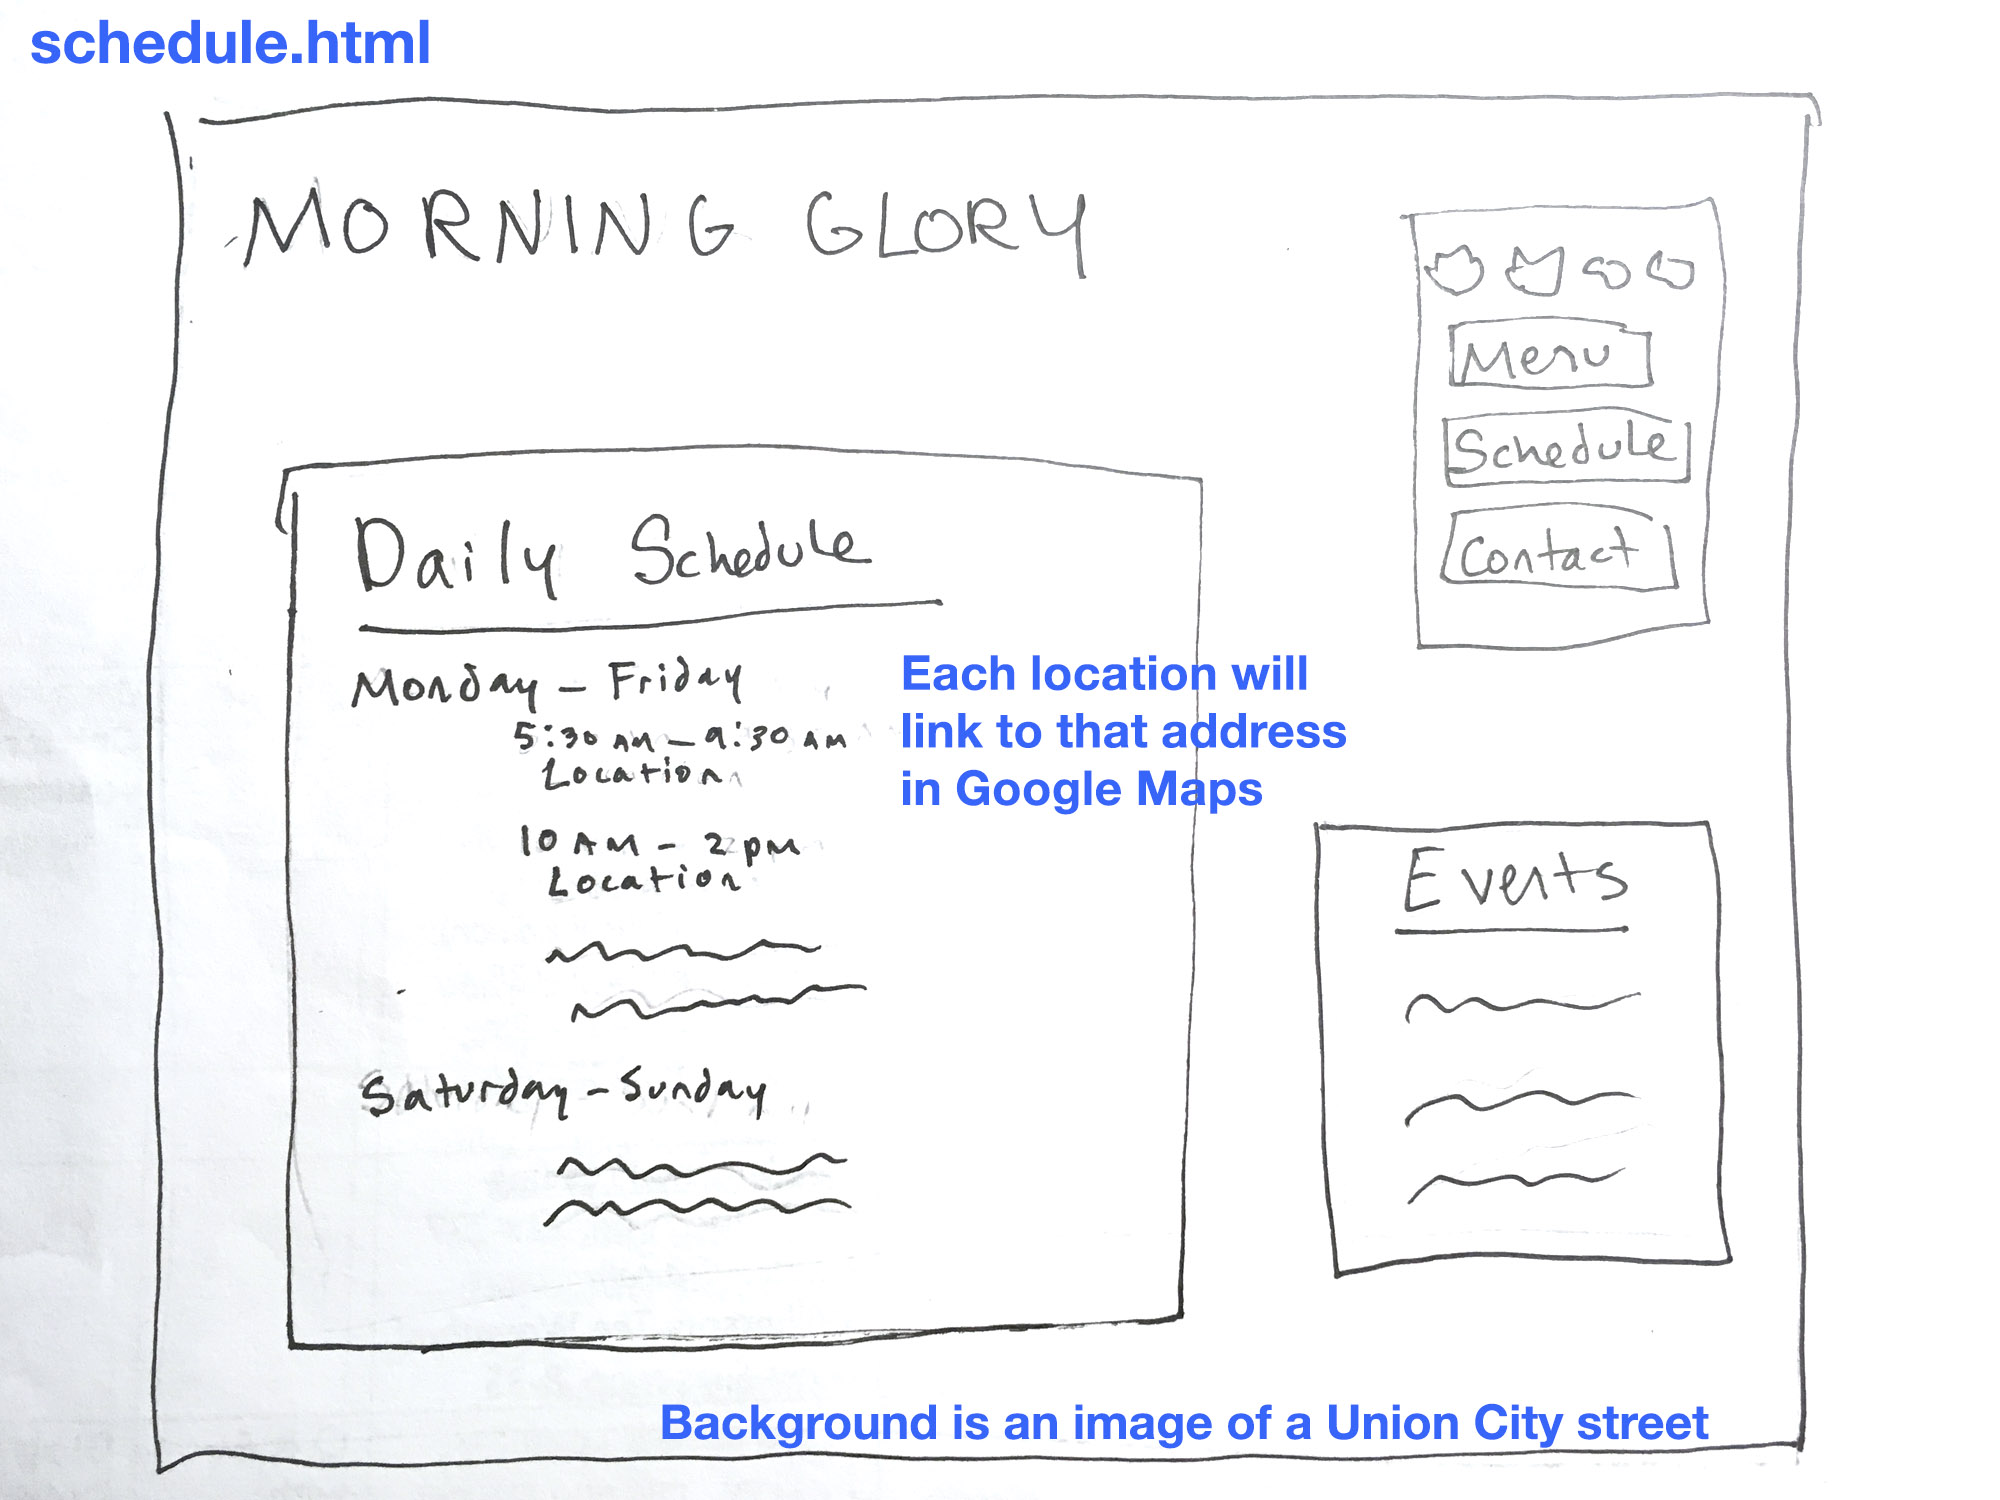 schedule.html
MORNING GLORY
Menu
Schedule
Contact
Daily Schedule
Monday - Friday
5:30 AM - 9:30 AM
Location
10 AM - 2 pm
Location
Saturday - Sunday
Each location will
link to that address
in Google Maps
Events
Background is an image of a Union City street